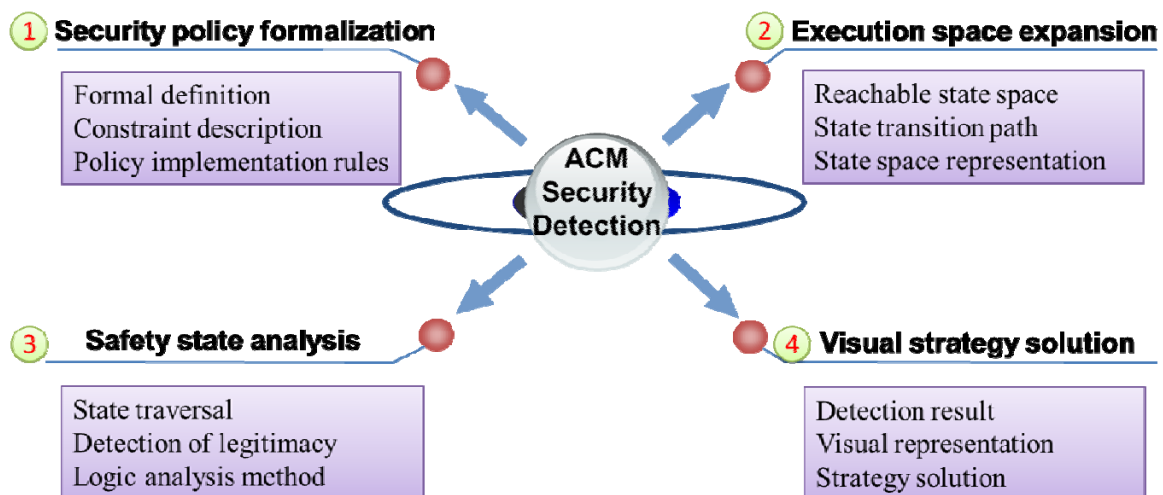 1 Security policy formalization
Formal definition
Constraint description
Policy implementation rules
2 Execution space expansion
Reachable state space
State transition path
State space representation
ACM
Security
Detection
3 Safety state analysis
State traversal
Detection of legitimacy
Logic analysis method
4 Visual strategy solution
Detection result
Visual representation
Strategy solution